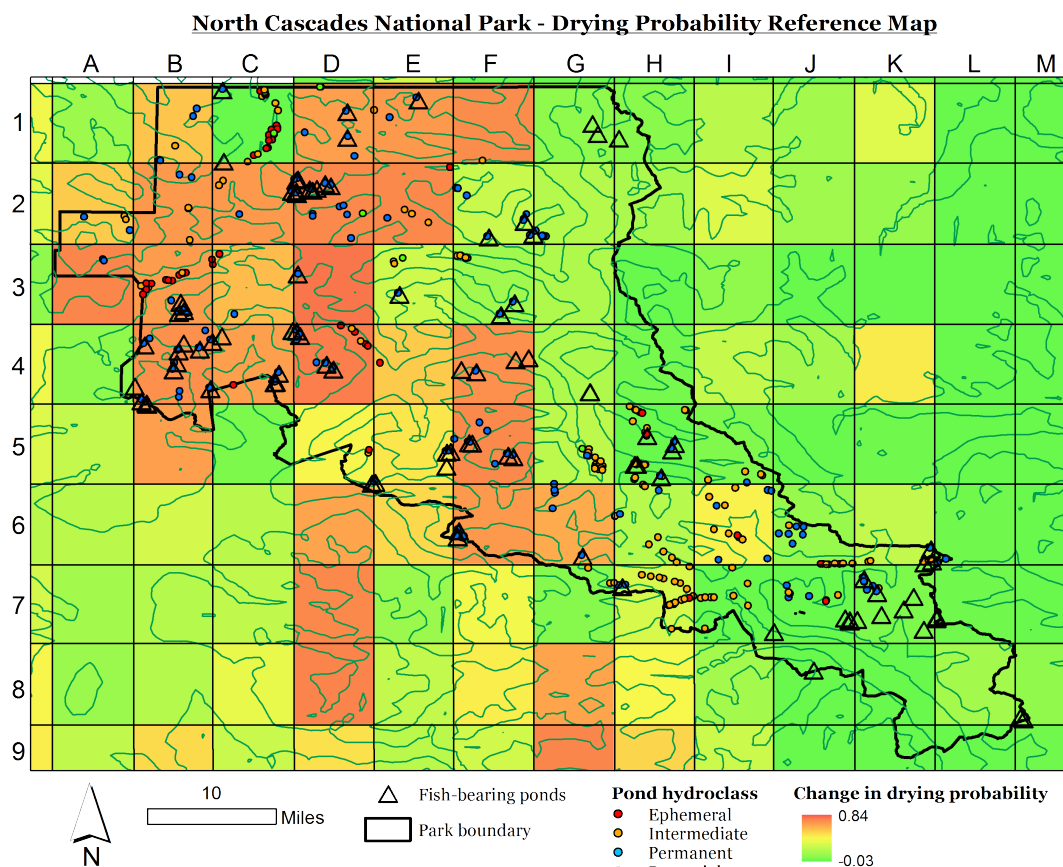 North Cascades National Park - Drying Probability Reference Map
A B C D E F G H I J K L M
1
2
3
4
5
6
7
8
9
N
10
Miles
Fish-bearing ponds
Park boundary
Pond hydroclass
Ephemeral
Intermediate
Permanent
Change in drying probability
0.84
-0.03